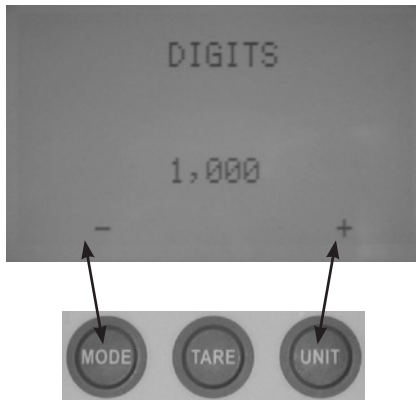 DIGITS
1,000
- +
MODE TARE UNIT